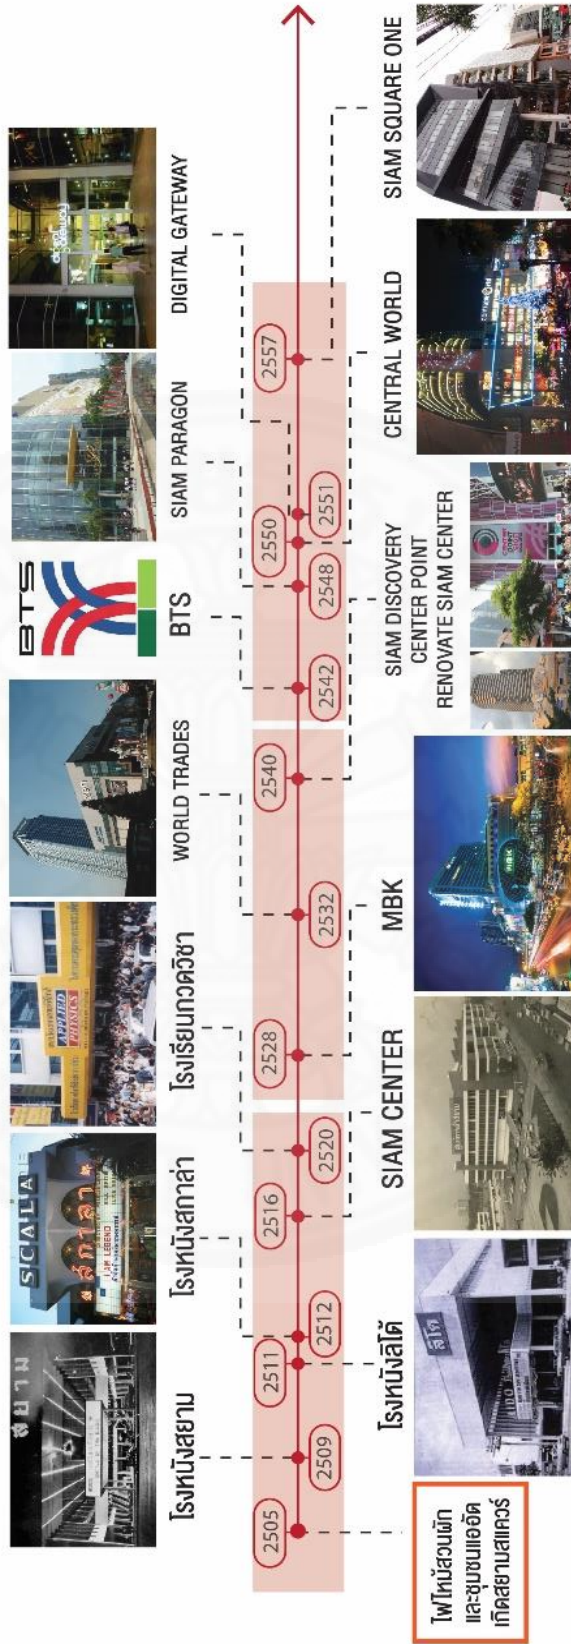 สยาม
SCALA
สกาลา
I AM LEGEND
APPLIED
PHYSICS
BTS
digital
gateway
โรงหนังสยาม
โรงหนังสกาล่า
โรงเรียนกวดวิชา
WORLD TRADES
BTS
SIAM PARAGON
DIGITAL GATEWAY
2505
2509
2511
2512
2516
2520
2528
2532
2540
2542
2548
2550
2551
2557
ไฟไหม้สวนผัก
และชุมชนแออัด
เกิดสยามสแควร์
โรงหนังลิโด้
SIAM CENTER
MBK
SIAM DISCOVERY
CENTER POINT
RENOVATE SIAM CENTER
CENTRAL WORLD
SIAM SQUARE ONE
ลิโด
LIDO